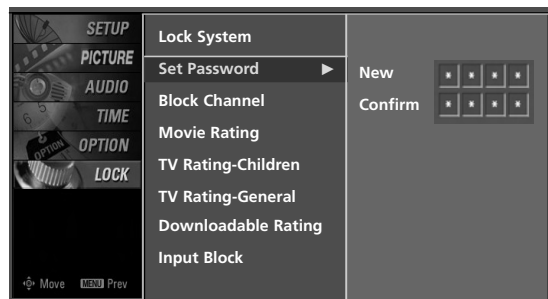 SETUP
PICTURE
AUDIO
TIME
OPTION
LOCK
Move MENU Prev
Lock System
Set Password ►
Block Channel
Movie Rating
TV Rating-Children
TV Rating-General
Downloadable Rating
Input Block
New * * * *
Confirm * * * *